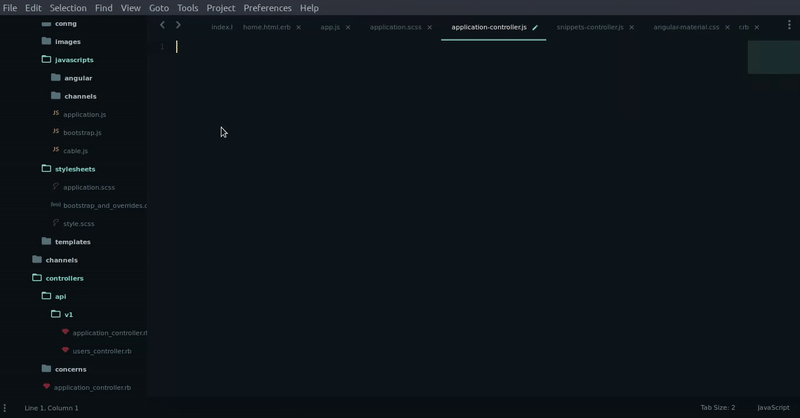 File Edit Selection Find View Goto Tools Project Preferences Help
index.h home.html.erb app.js application.scss application-controller.js snippets-controller.js angular-material.css r.rb
config
images
javascripts
angular
channels
JS application.js
JS bootstrap.js
JS cable.js
stylesheets
application.scss
bootstrap_and_overrides.c
style.scss
templates
channels
controllers
api
v1
application_controller.r
users_controller.rb
concerns
application_controller.rb
1
Line 1, Column 1
Tab Size: 2
JavaScript